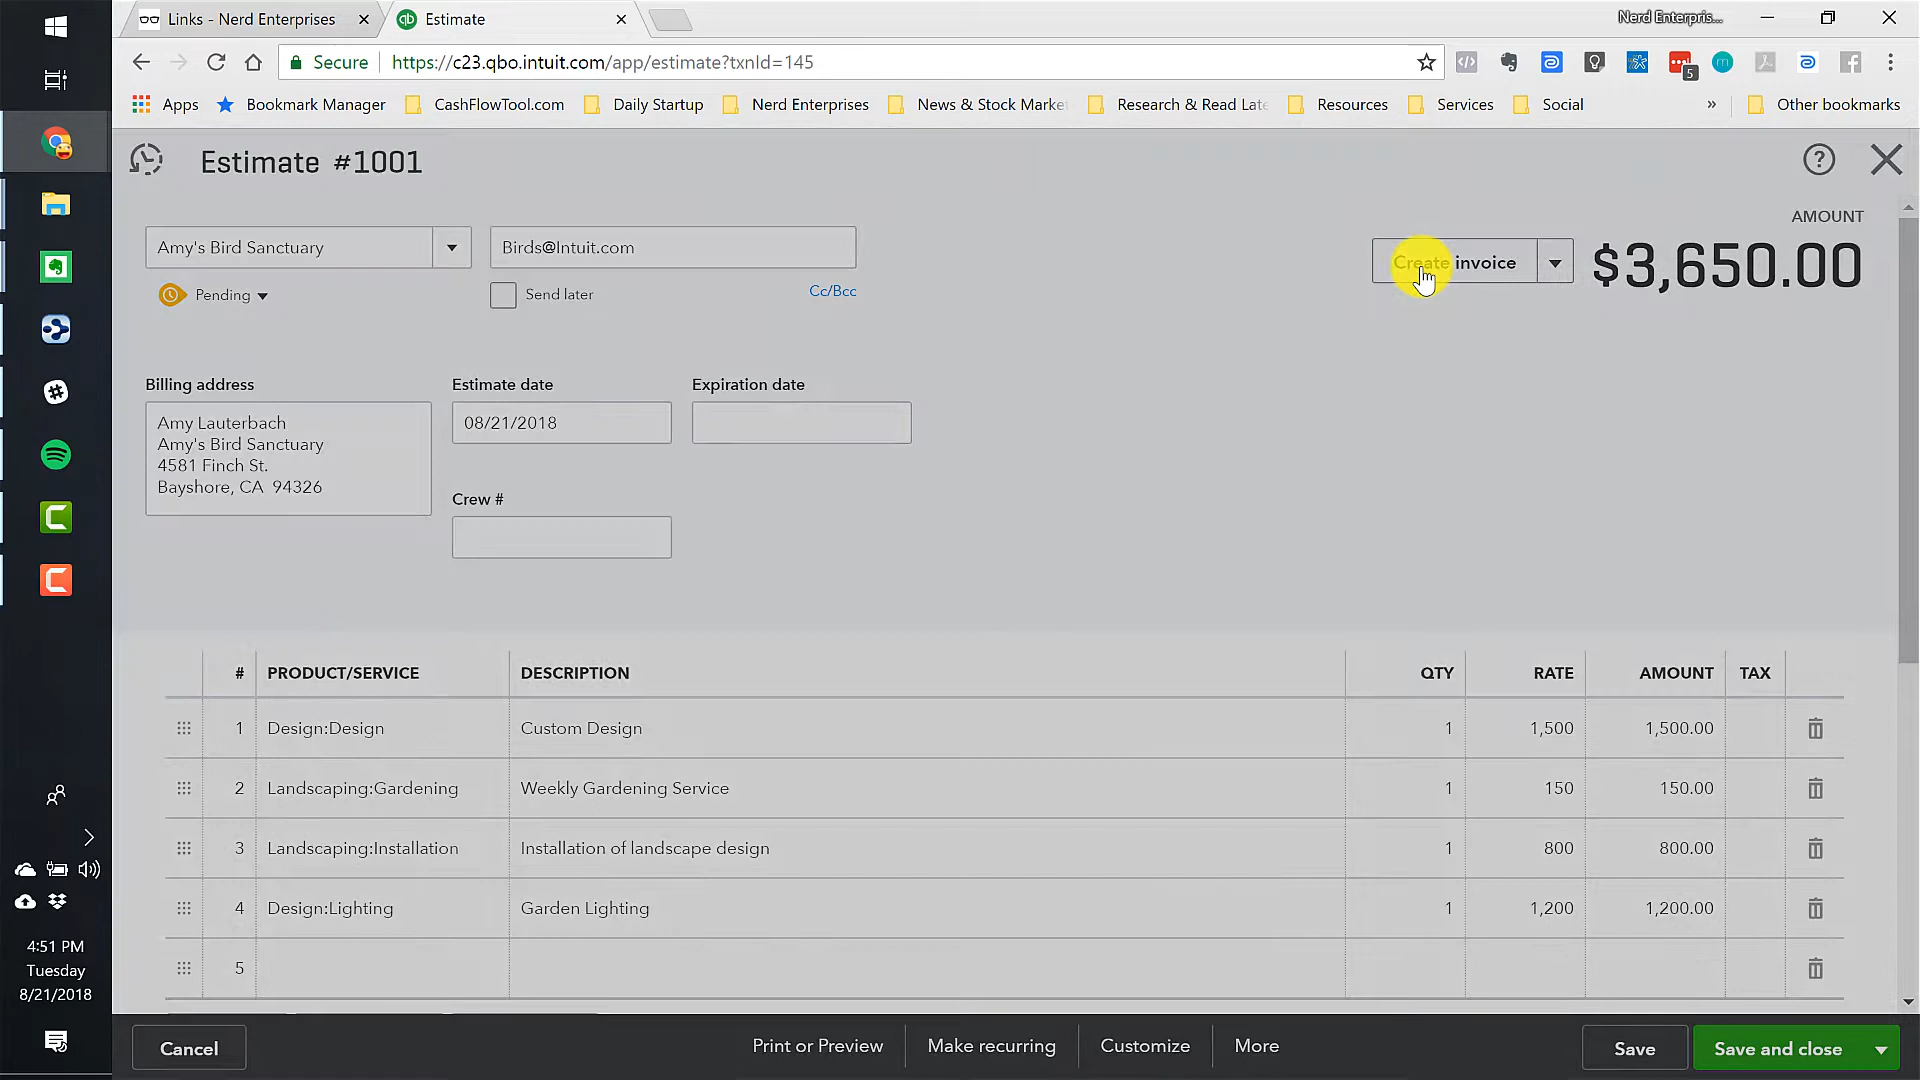 Links - Nerd Enterprises
Estimate
Nerd Enterpris...
Secure
https://c23.qbo.intuit.com/app/estimate?txnId=145
5
Apps
Bookmark Manager
CashFlowTool.com
Daily Startup
Nerd Enterprises
News & Stock Market
Research & Read Late
Resources
Services
Social
»
Other bookmarks
Estimate #1001
AMOUNT
Amy's Bird Sanctuary
Birds@Intuit.com
Create invoice
$3,650.00
Pending
Send later
Cc/Bcc
Billing address
Estimate date
Expiration date
Amy Lauterbach
Amy's Bird Sanctuary
4581 Finch St.
Bayshore, CA 94326
08/21/2018
Crew #
# PRODUCT/SERVICE DESCRIPTION QTY RATE AMOUNT TAX
1 Design:Design Custom Design 1 1,500 1,500.00
2 Landscaping:Gardening Weekly Gardening Service 1 150 150.00
3 Landscaping:Installation Installation of landscape design 1 800 800.00
4 Design:Lighting Garden Lighting 1 1,200 1,200.00
5
4:51 PM
Tuesday
8/21/2018
Cancel
Print or Preview
Make recurring
Customize
More
Save
Save and close